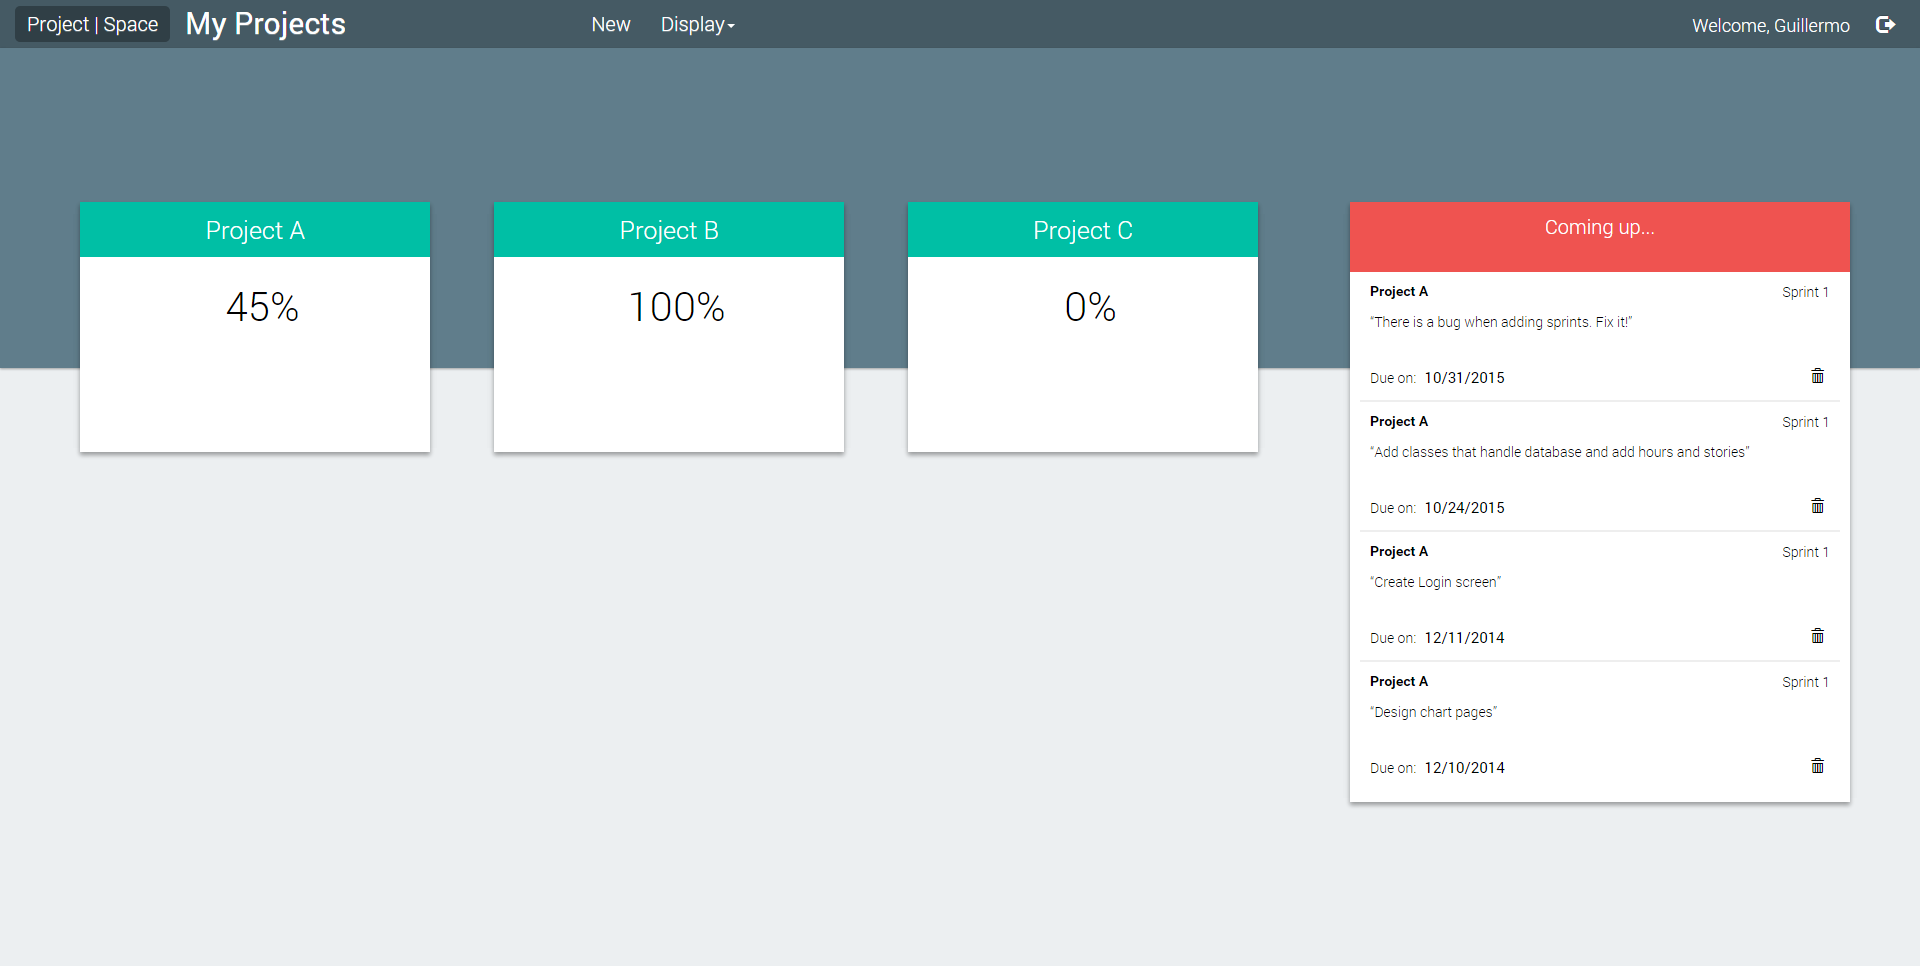 Project | Space My Projects New Display Welcome, Guillermo
Project A
45%
Project B
100%
Project C
0%
Coming up...
Project A Sprint 1
“There is a bug when adding sprints. Fix it!”
Due on: 10/31/2015
Project A Sprint 1
“Add classes that handle database and add hours and stories”
Due on: 10/24/2015
Project A Sprint 1
“Create Login screen”
Due on: 12/11/2014
Project A Sprint 1
“Design chart pages”
Due on: 12/10/2014